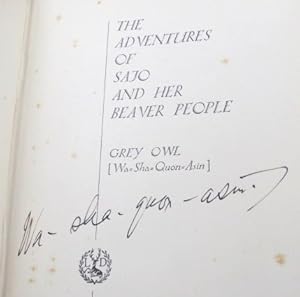 THE
ADVENTURES
OF
SAJO
AND HER
BEAVER PEOPLE
GREY OWL
[Wa-Sha-Quon-Asin]
Wa-sha-quon-asin.
L D